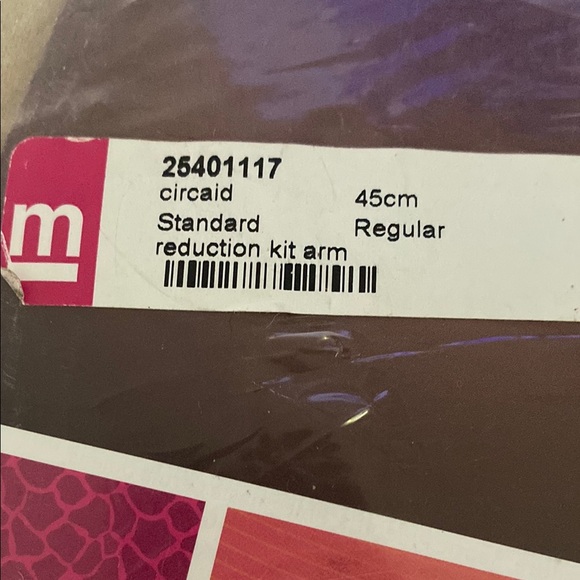 m
25401117
circaid 45cm
Standard Regular
reduction kit arm